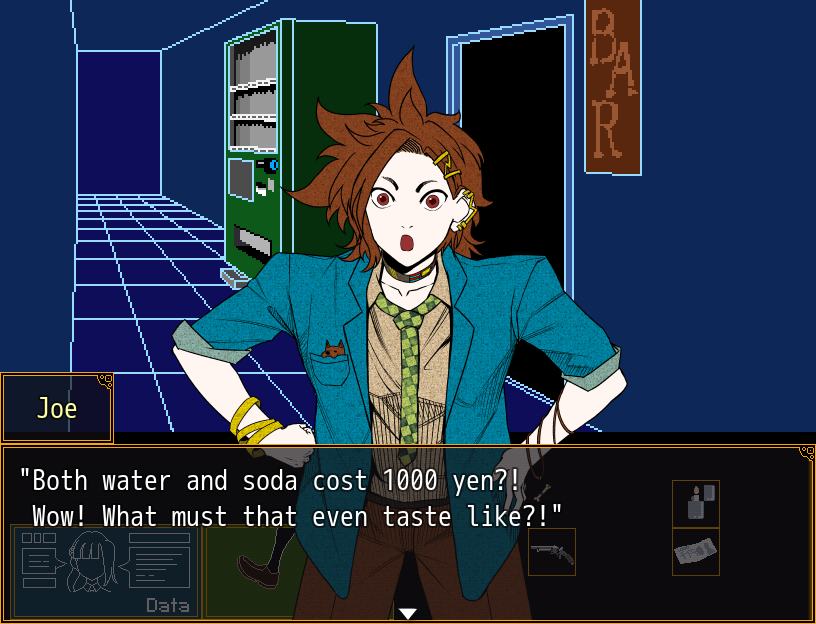 BAR
Joe
"Both water and soda cost 1000 yen?!
Wow! What must that even taste like?!"
Data